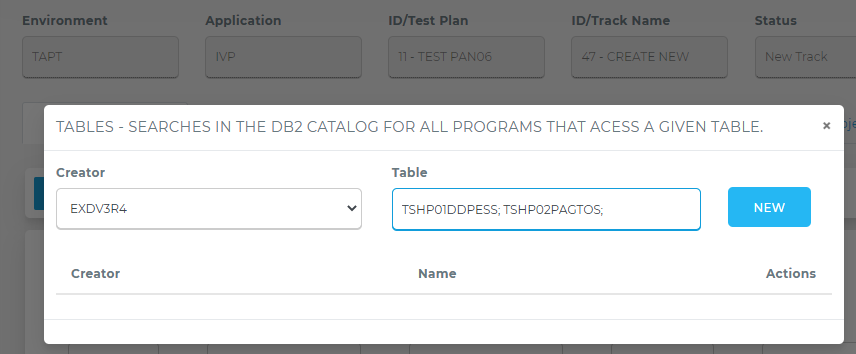 Environment Application ID/Test Plan ID/Track Name Status
TAPT IVP 11 - TEST PAN06 47 - CREATE NEW New Track
TABLES - SEARCHES IN THE DB2 CATALOG FOR ALL PROGRAMS THAT ACESS A GIVEN TABLE. ×
Creator Table
EXDV3R4 TSHP01DDPESS; TSHP02PAGTOS; NEW
Creator Name Actions